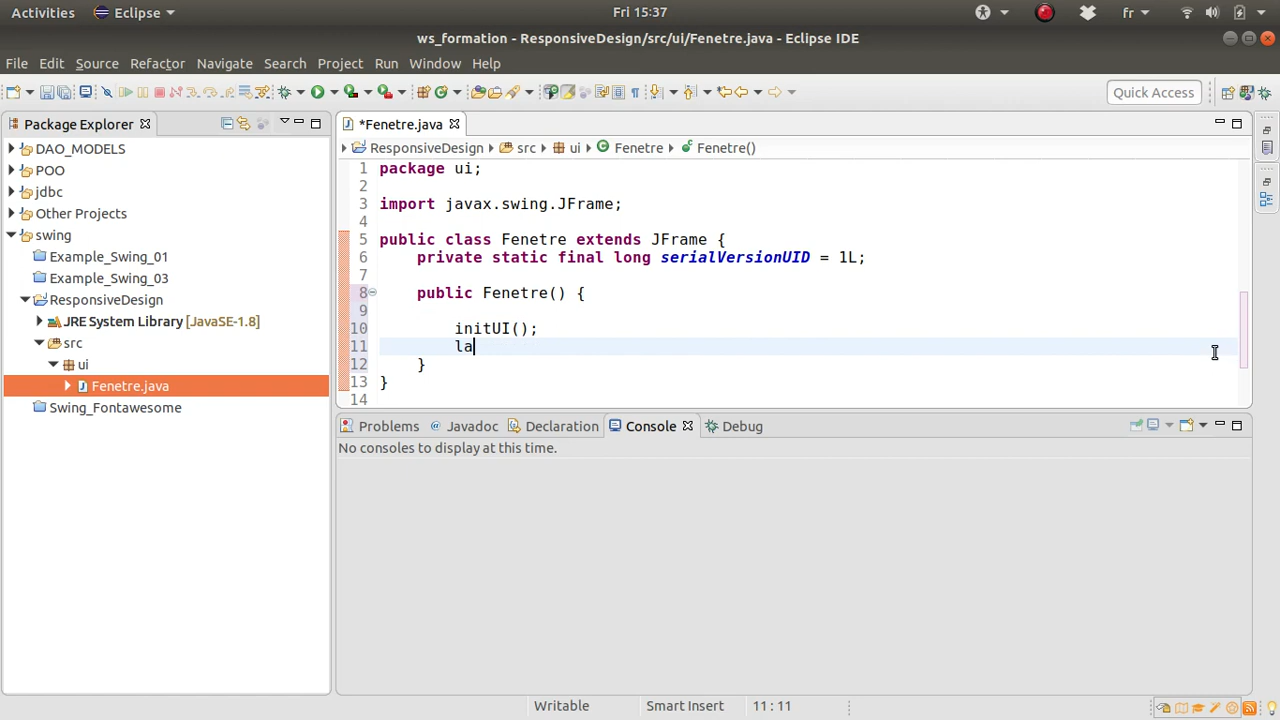 Activities Eclipse Fri 15:37 fr
ws_formation - ResponsiveDesign/src/ui/Fenetre.java - Eclipse IDE
File Edit Source Refactor Navigate Search Project Run Window Help
Quick Access
Package Explorer
DAO_MODELS
POO
jdbc
Other Projects
swing
Example_Swing_01
Example_Swing_03
ResponsiveDesign
JRE System Library [JavaSE-1.8]
src
ui
Fenetre.java
Swing_Fontawesome
*Fenetre.java
ResponsiveDesign src ui Fenetre Fenetre()
1 package ui;
2
3 import javax.swing.JFrame;
4
5 public class Fenetre extends JFrame {
6 private static final long serialVersionUID = 1L;
7
8 public Fenetre() {
9
10 initUI();
11 la
12 }
13 }
14
Problems @ Javadoc Declaration Console Debug
No consoles to display at this time.
Writable Smart Insert 11 : 11